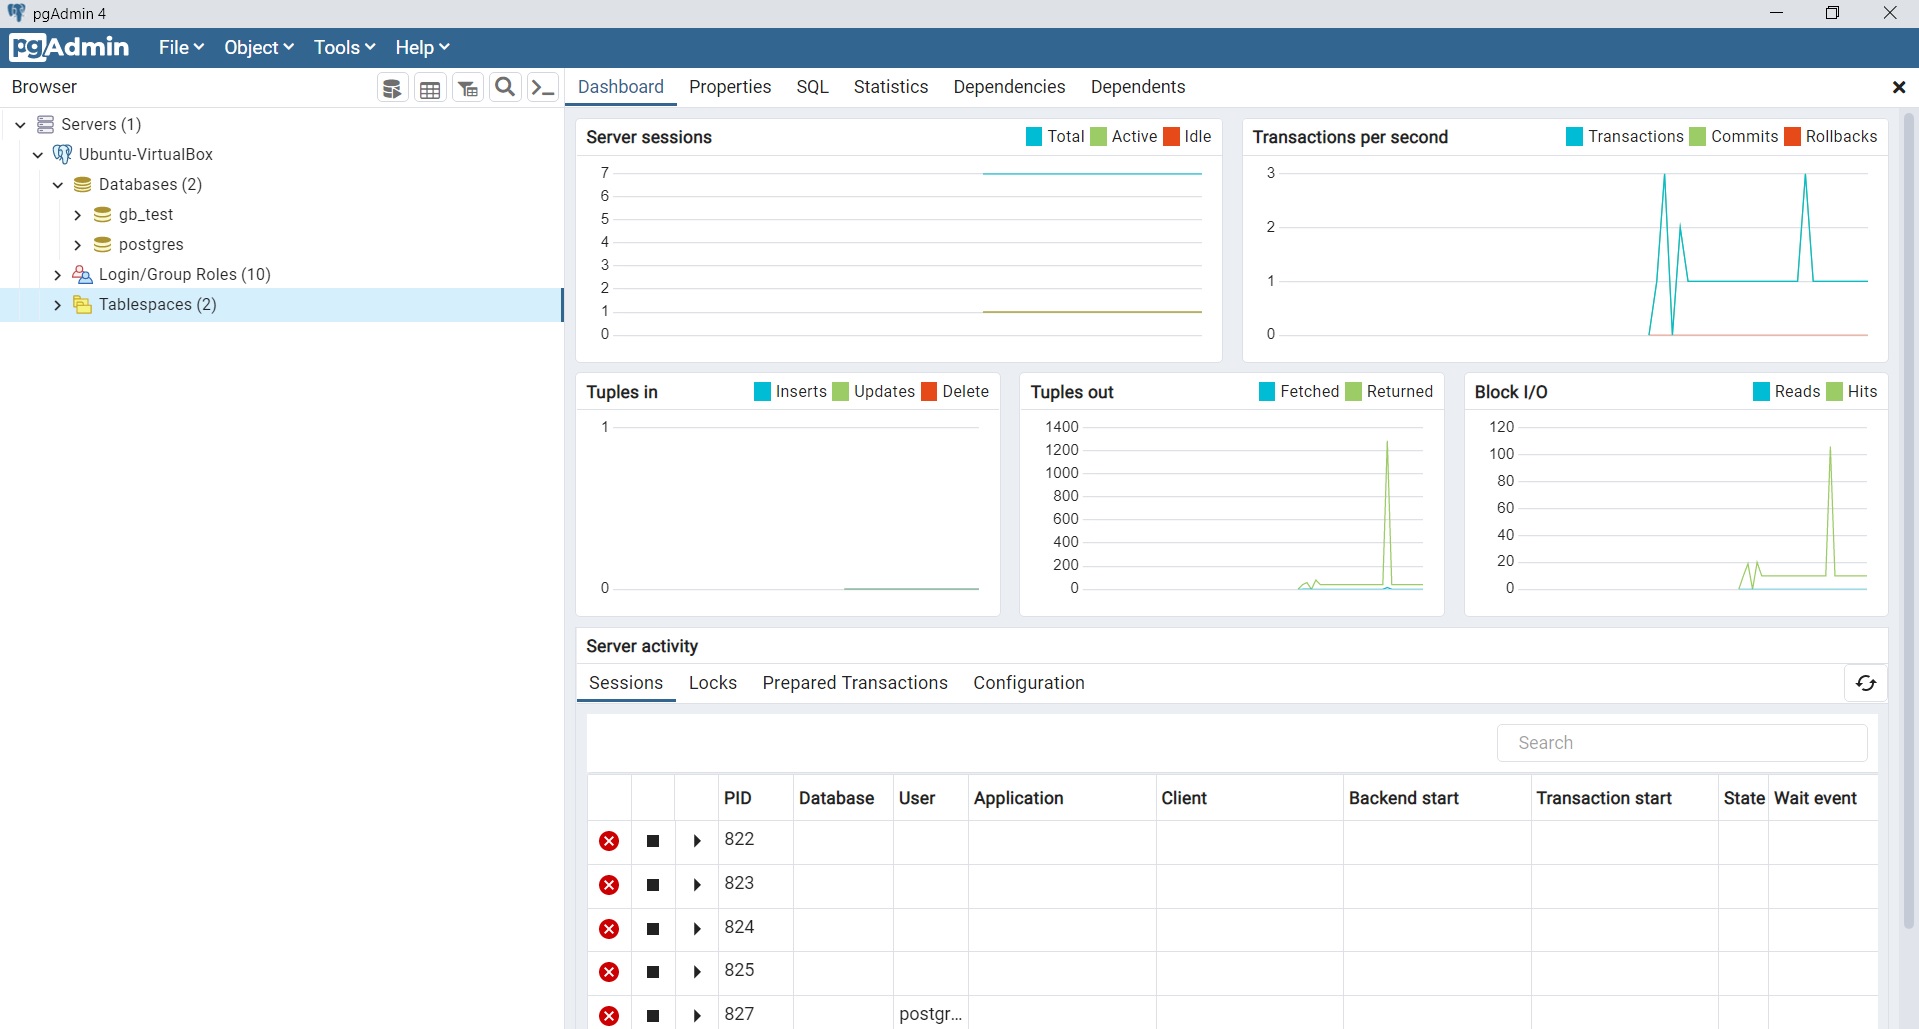 pgAdmin 4
pgAdmin File Object Tools Help
Browser
Dashboard Properties SQL Statistics Dependencies Dependents
Servers (1)
Ubuntu-VirtualBox
Databases (2)
gb_test
postgres
Login/Group Roles (10)
Tablespaces (2)
Server sessions Total Active Idle
7
6
5
4
3
2
1
0
Transactions per second Transactions Commits Rollbacks
3
2
1
0
Tuples in Inserts Updates Delete
1
0
Tuples out Fetched Returned
1400
1200
1000
800
600
400
200
0
Block I/O Reads Hits
120
100
80
60
40
20
0
Server activity
Sessions Locks Prepared Transactions Configuration
Search
PID Database User Application Client Backend start Transaction start State Wait event
822
823
824
825
827 postgr...